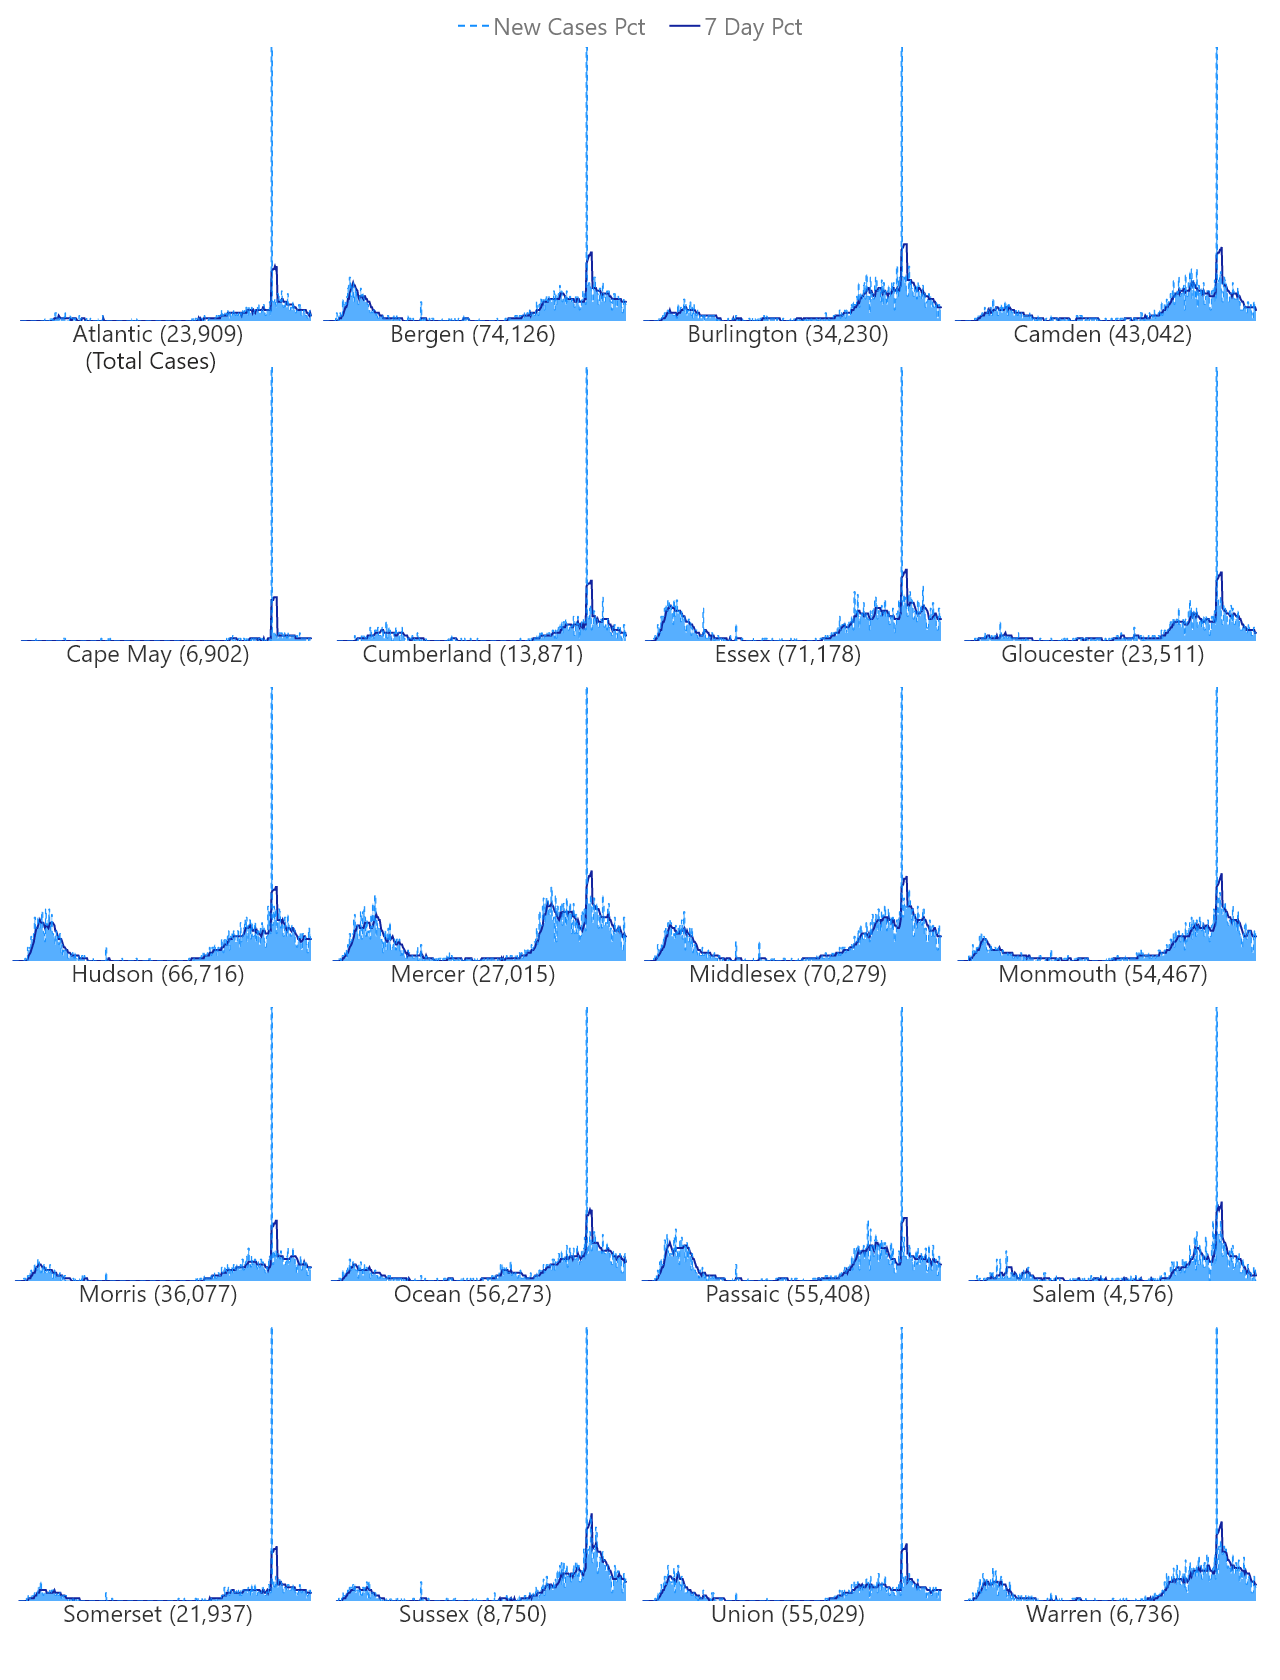 New Cases Pct 7 Day Pct
Atlantic (23,909) Bergen (74,126) Burlington (34,230) Camden (43,042)
(Total Cases)
Cape May (6,902) Cumberland (13,871) Essex (71,178) Gloucester (23,511)
Hudson (66,716) Mercer (27,015) Middlesex (70,279) Monmouth (54,467)
Morris (36,077) Ocean (56,273) Passaic (55,408) Salem (4,576)
Somerset (21,937) Sussex (8,750) Union (55,029) Warren (6,736)